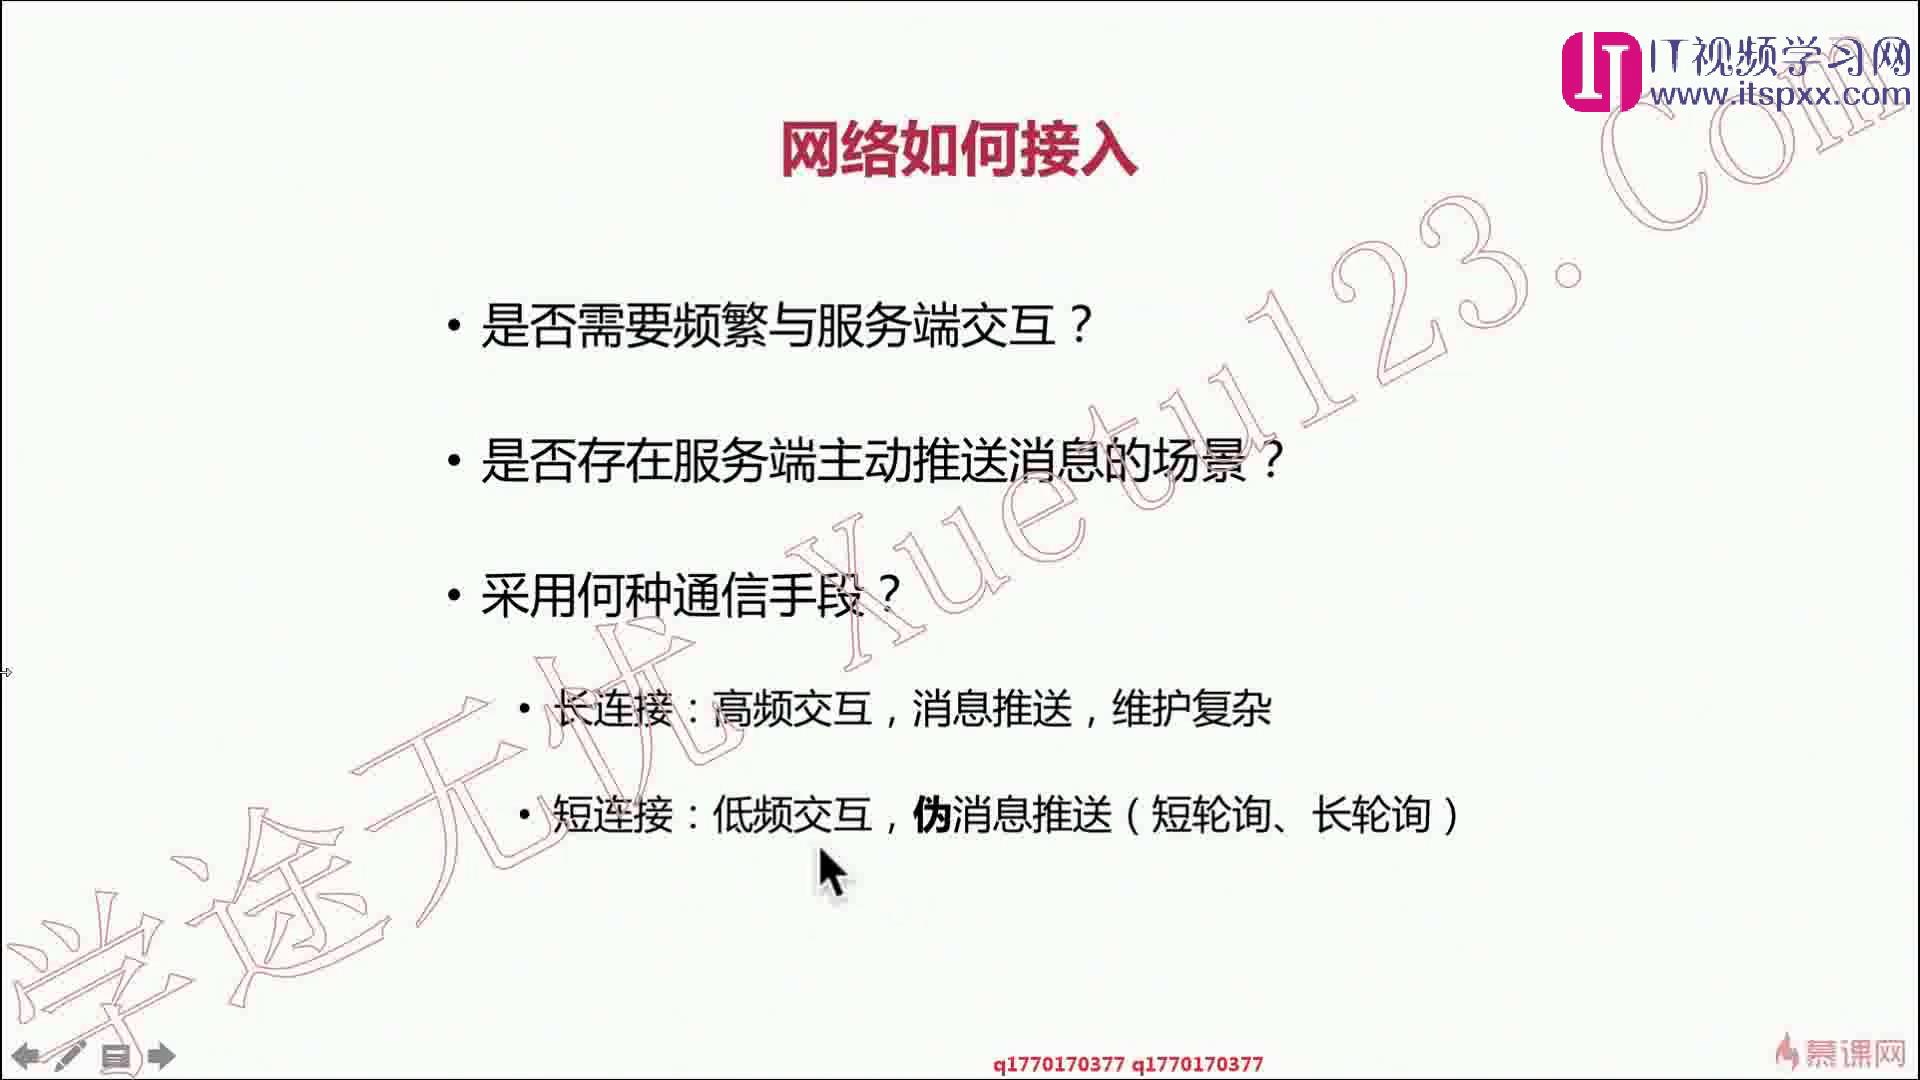 IT视频学习网
www.itspxx.com
网络如何接入
• 是否需要频繁与服务端交互？
• 是否存在服务端主动推送消息的场景？
• 采用何种通信手段？
• 长连接：高频交互，消息推送，维护复杂
• 短连接：低频交互，伪消息推送（短轮询、长轮询）
学途无忧 Xuetu123.Com
q1770170377 q1770170377
慕课网